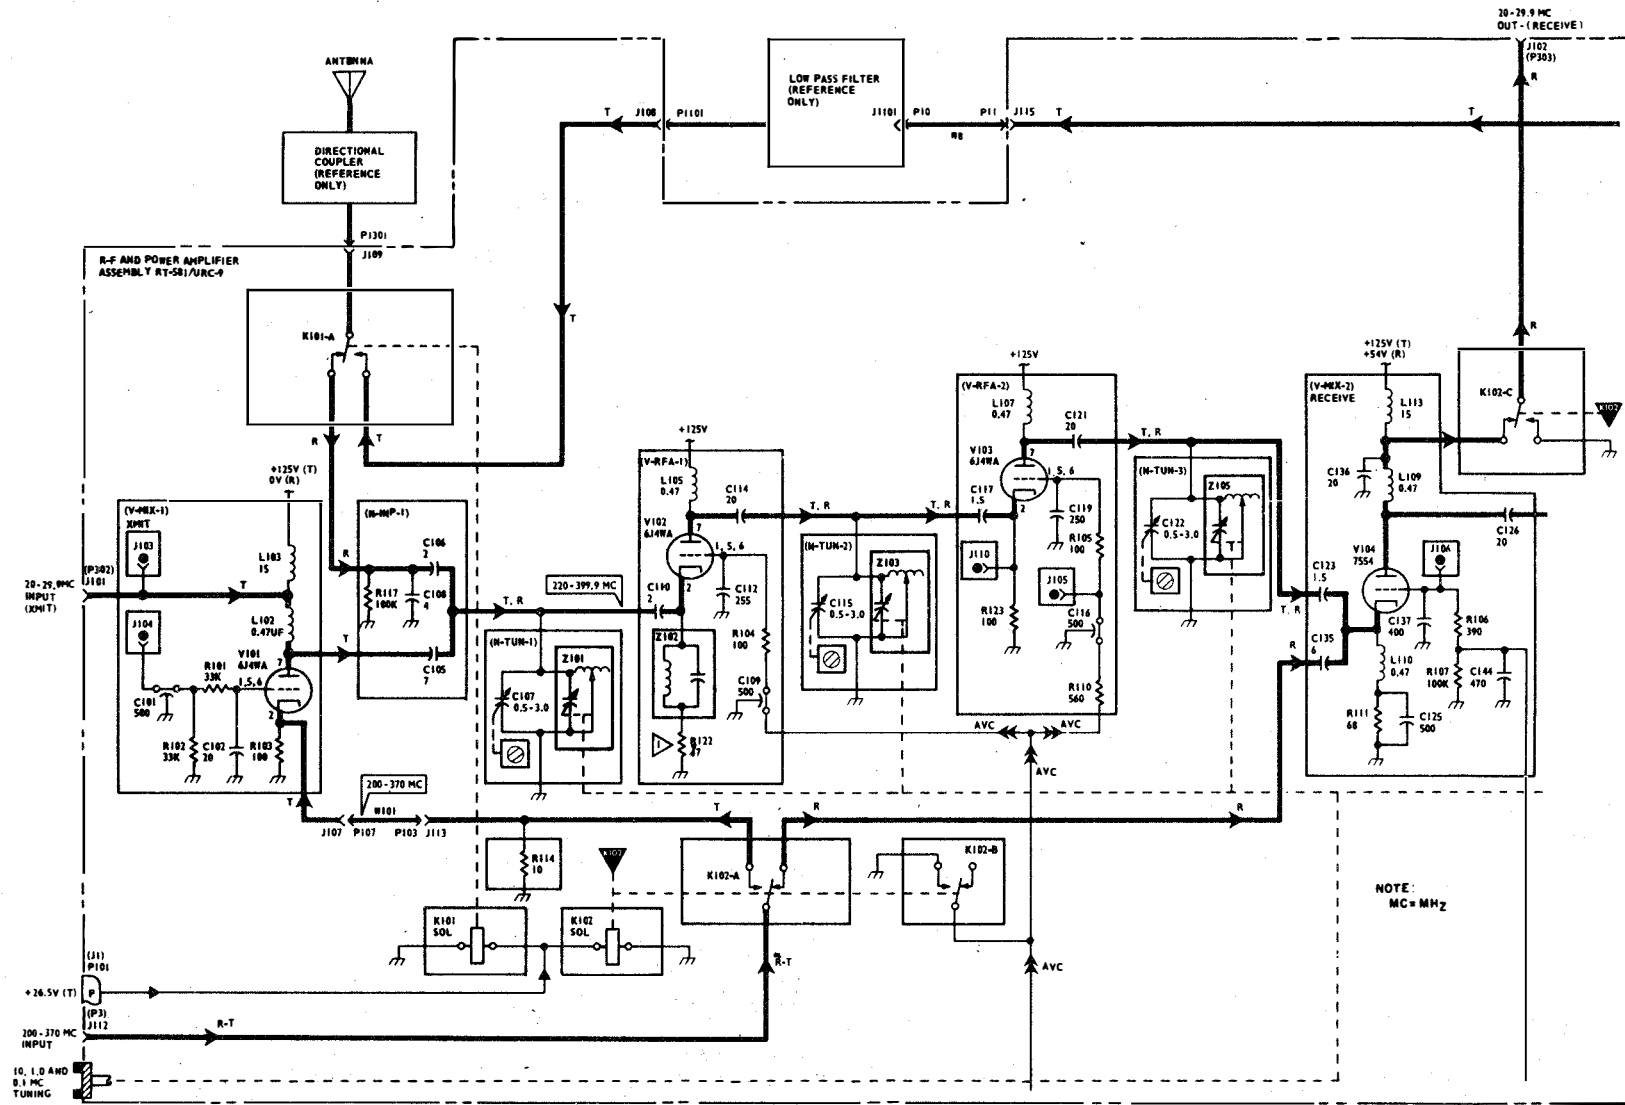 20-29.9 MC
OUT-(RECEIVE)
J102
(P303)
R
ANTENNA
LOW PASS FILTER
(REFERENCE
ONLY)
T
J108
P1101
J1101
P10
P11
J115
T
T
W8
DIRECTIONAL
COUPLER
(REFERENCE
ONLY)
P1301
J109
R-F AND POWER AMPLIFIER
ASSEMBLY RT-581/URC-9
K101-A
T
R
T
R
+125V (T)
+54V (R)
K102-C
K102
+125V
(V-RFA-2)
L107
0.47
C121
20
T, R
V103
6J4WA
7
1, 5, 6
2
C117
1.5
C119
250
R105
100
J110
J105
R123
100
C116
500
R110
560
(N-TUN-3)
Z105
C122
0.5-3.0
(V-MIX-2)
RECEIVE
L113
15
C136
20
L109
0.47
C126
20
V104
7554
J106
C123
1.5
T, R
C137
400
R106
390
C135
6
R
L110
0.47
R107
100K
C144
470
R111
68
C125
500
+125V (T)
0V (R)
(V-MIX-1)
XMIT
J103
L103
15
(P302)
J101
20-29.9MC
INPUT
(XMIT)
T
J104
L102
0.47UF
V101
6J4WA
7
1, 5, 6
2
R101
33K
C101
500
R102
33K
C102
20
R103
100
T
(N-IMP-1)
C106
2
R
R117
100K
C108
4
T
C105
7
T, R
220-399.9 MC
(N-TUN-1)
Z101
C107
0.5-3.0
+125V
(V-RFA-1)
L105
0.47
C114
20
V102
6J4WA
7
1, 5, 6
2
C110
2
C112
255
Z102
R104
100
C109
500
1
R122
47
T, R
T, R
(N-TUN-2)
Z103
C115
0.5-3.0
AVC
AVC
AVC
200-370 MC
W101
J107
P107
P103
J113
T
R
R
R114
10
K102
K102-A
K102-B
K101
SOL
K102
SOL
R-T
AVC
NOTE:
MC=MHz
(J1)
P101
+26.5V (T)
P
(P3)
J112
200-370 MC
INPUT
R-T
10, 1.0 AND
0.1 MC
TUNING